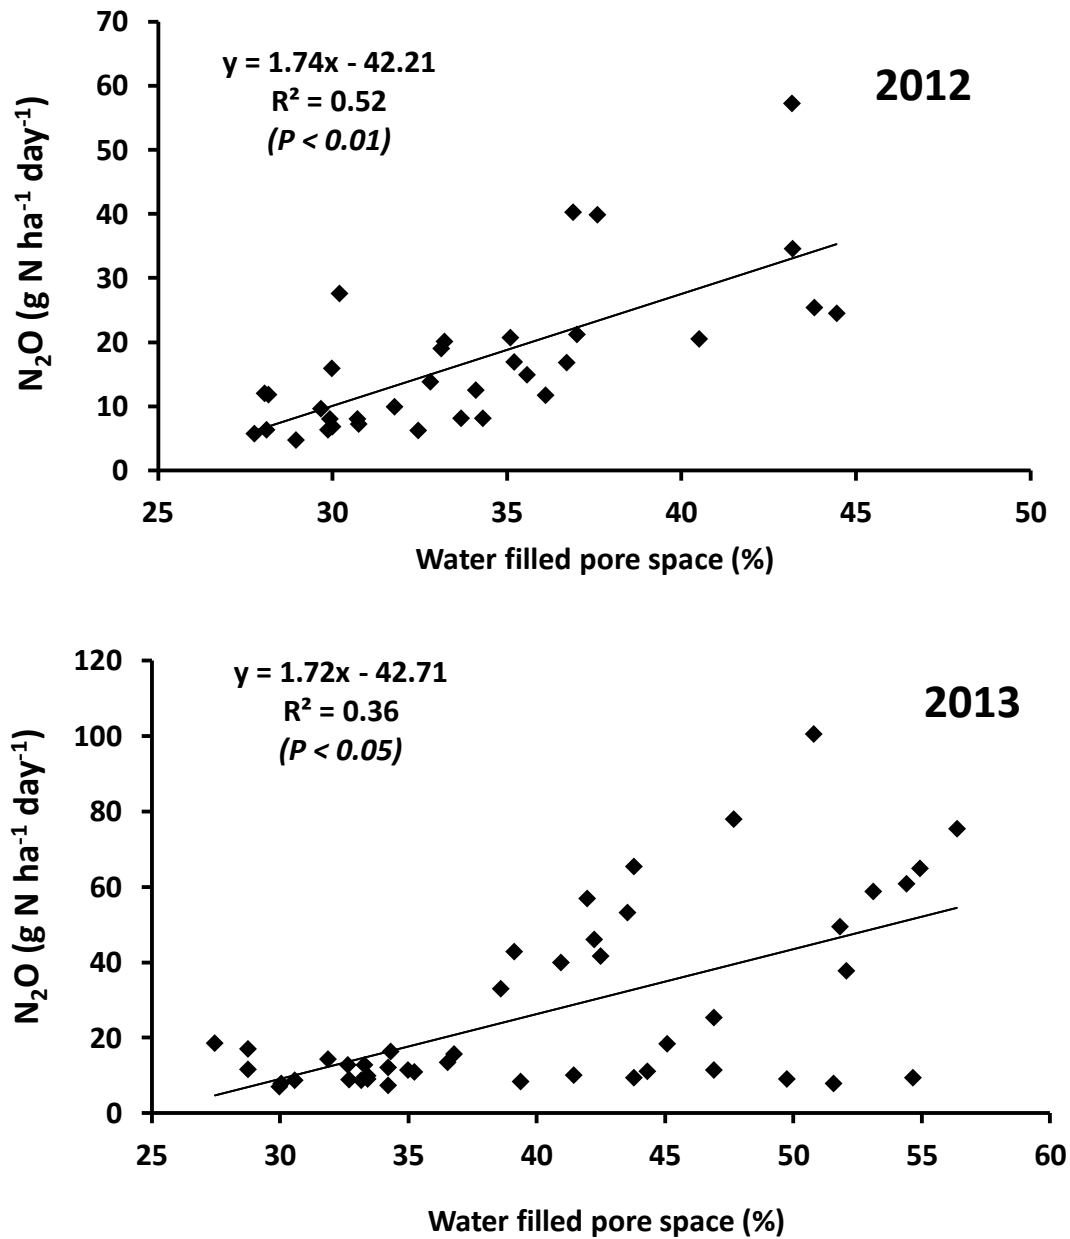 70
60
50
40
30
20
10
0
N₂O (g N ha⁻¹ day⁻¹)
y = 1.74x - 42.21
R² = 0.52
(P < 0.01)
2012
25 30 35 40 45 50
Water filled pore space (%)
120
100
80
60
40
20
0
N₂O (g N ha⁻¹ day⁻¹)
y = 1.72x - 42.71
R² = 0.36
(P < 0.05)
2013
25 30 35 40 45 50 55 60
Water filled pore space (%)